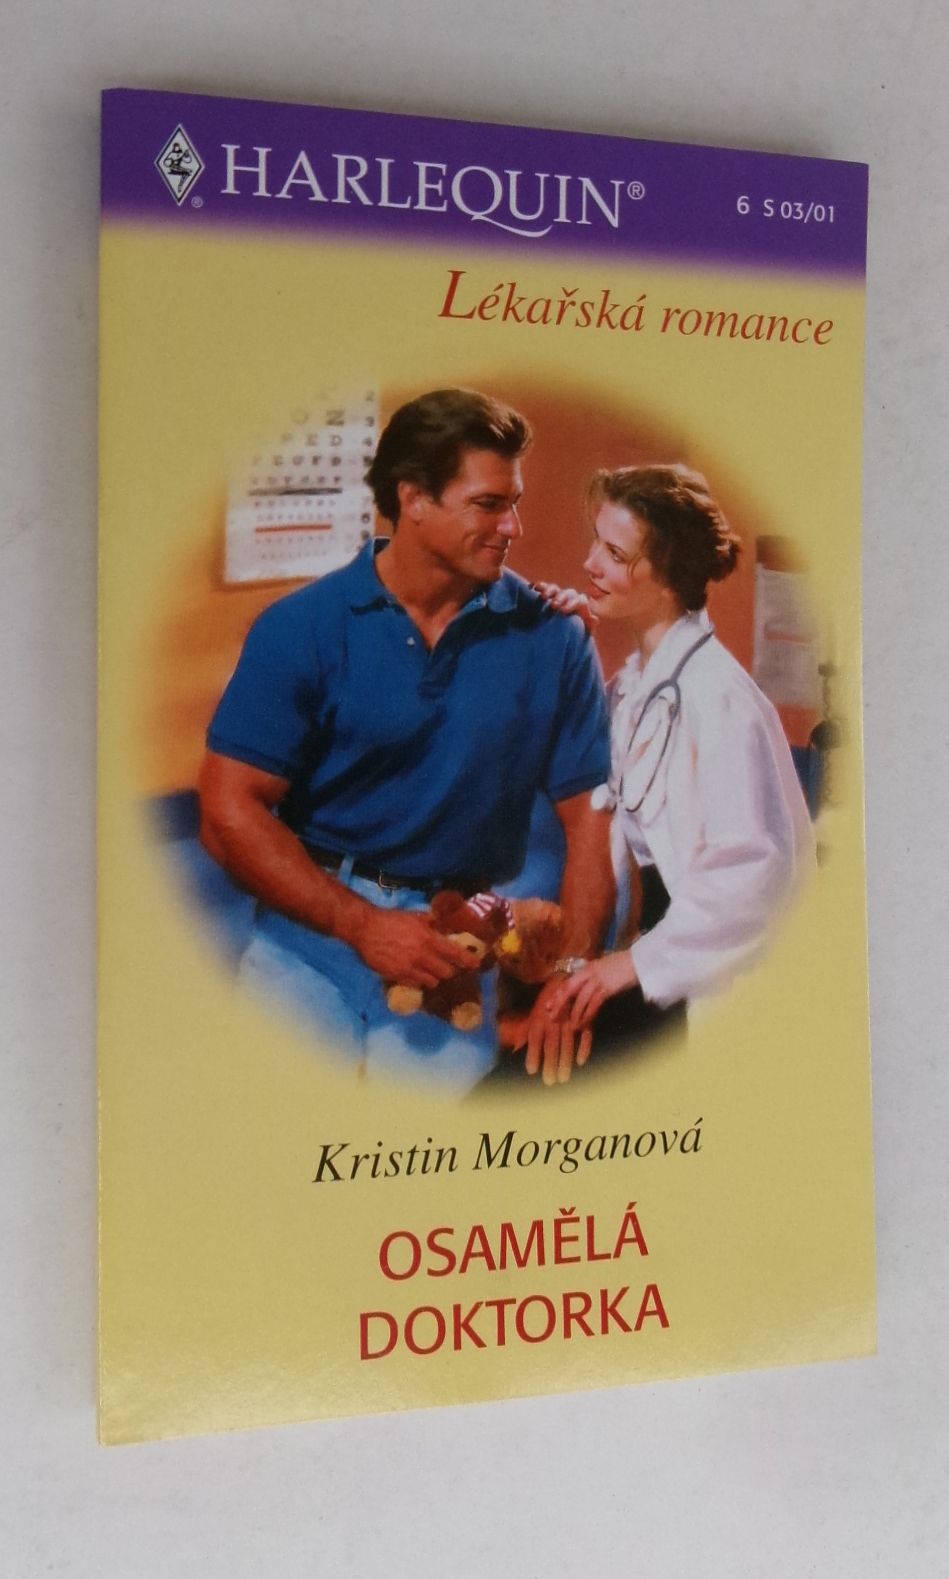 HARLEQUIN®
®
6 S 03/01
Lékařská romance
Kristin Morganová
OSAMĚLÁ
DOKTORKA